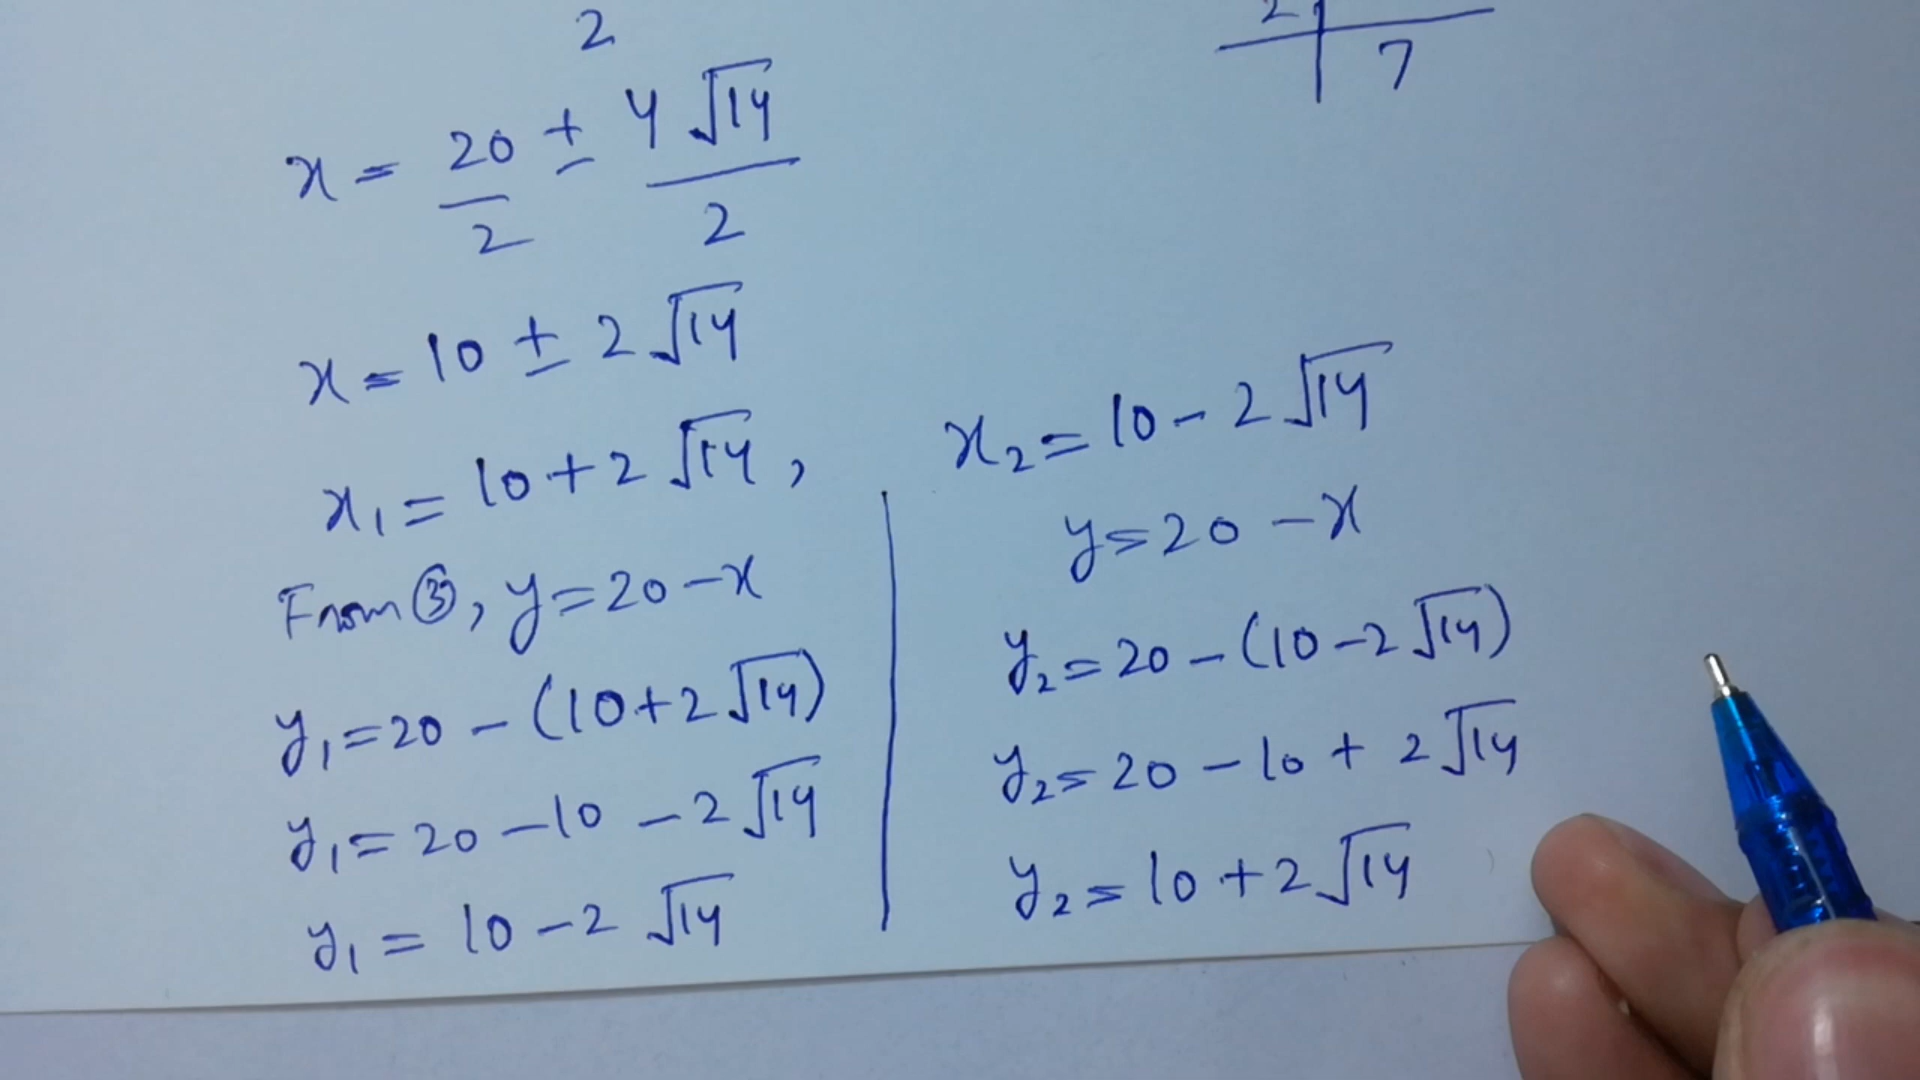 2
x = 20/2 ± 4√14/2
2
7
x = 10 ± 2√14
x₁ = 10 + 2√14,
From ③, y = 20 - x
y₁ = 20 - (10 + 2√14)
y₁ = 20 - 10 - 2√14
y₁ = 10 - 2√14
x₂ = 10 - 2√14
y = 20 - x
y₂ = 20 - (10 - 2√14)
y₂ = 20 - 10 + 2√14
y₂ = 10 + 2√14